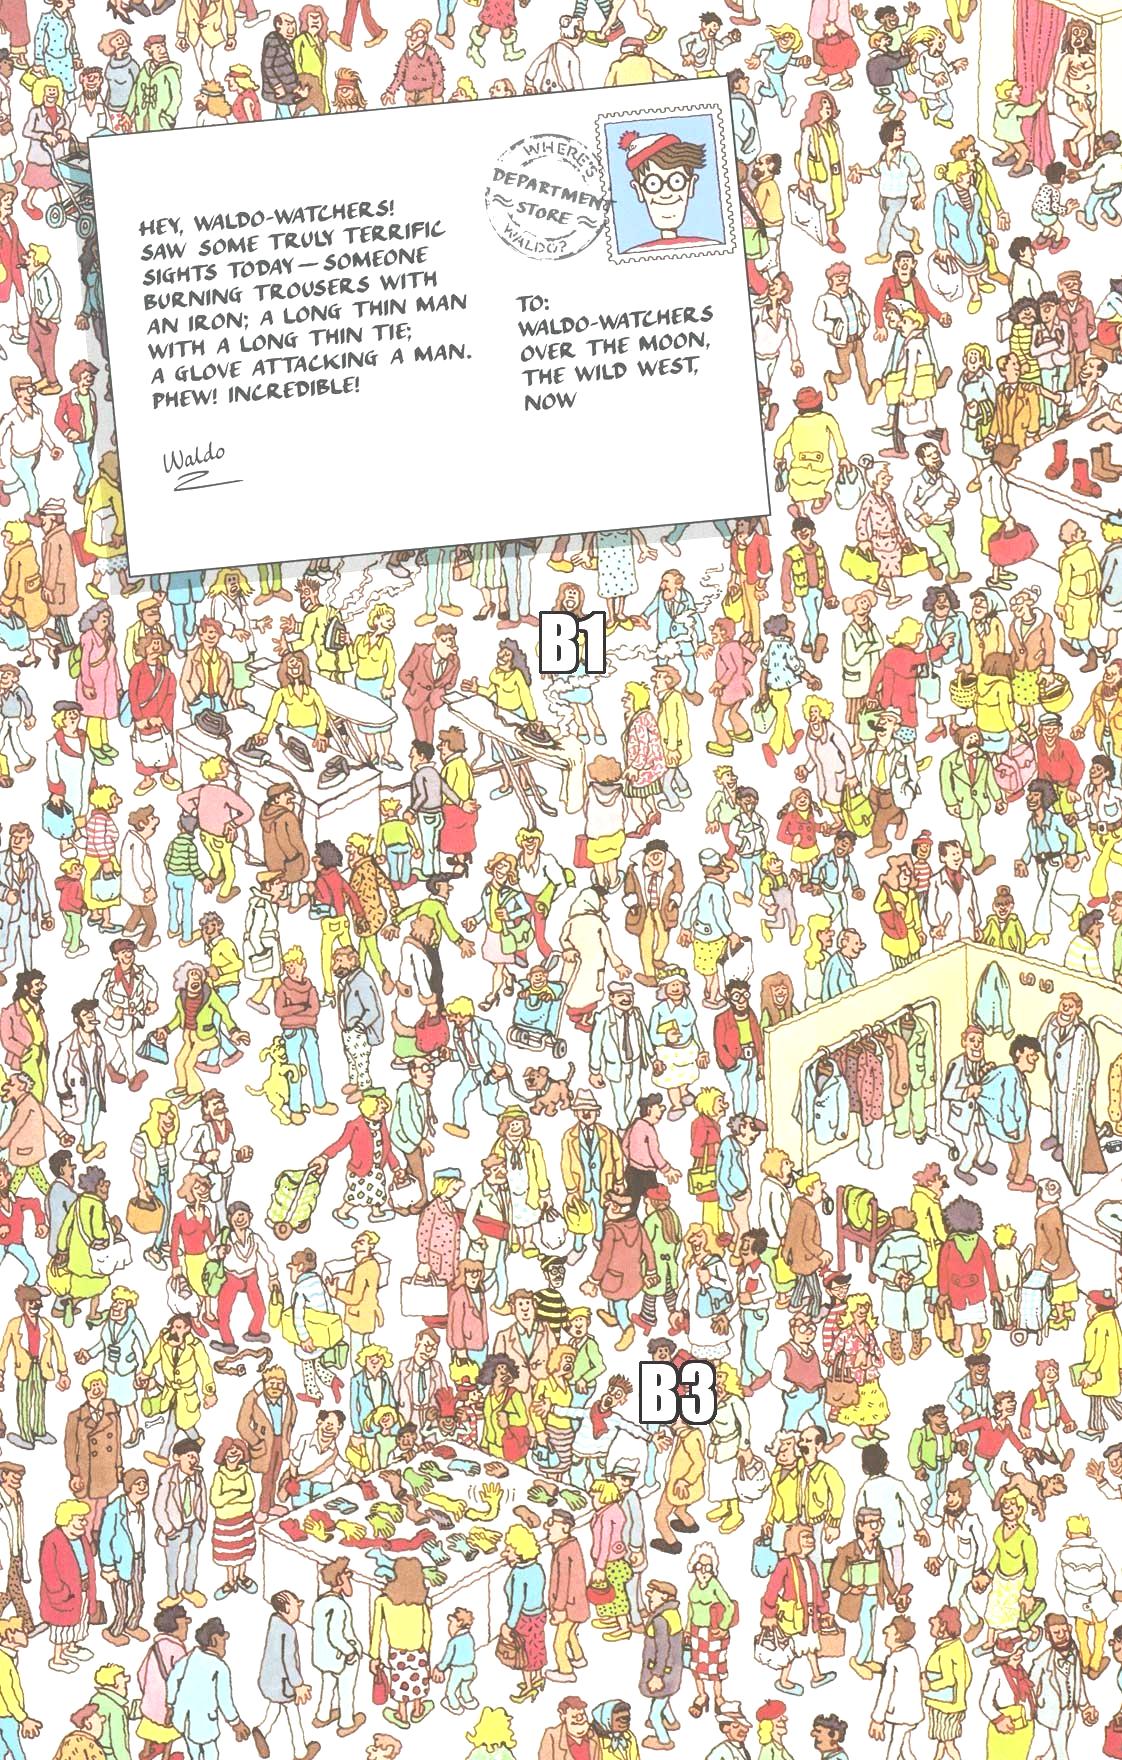 WHERE'S
DEPARTMENT
STORE
WALDO?
HEY, WALDO-WATCHERS!
SAW SOME TRULY TERRIFIC
SIGHTS TODAY — SOMEONE
BURNING TROUSERS WITH
AN IRON; A LONG THIN MAN
WITH A LONG THIN TIE;
A GLOVE ATTACKING A MAN.
PHEW! INCREDIBLE!
Waldo
TO:
WALDO-WATCHERS
OVER THE MOON,
THE WILD WEST,
NOW
B1
B3